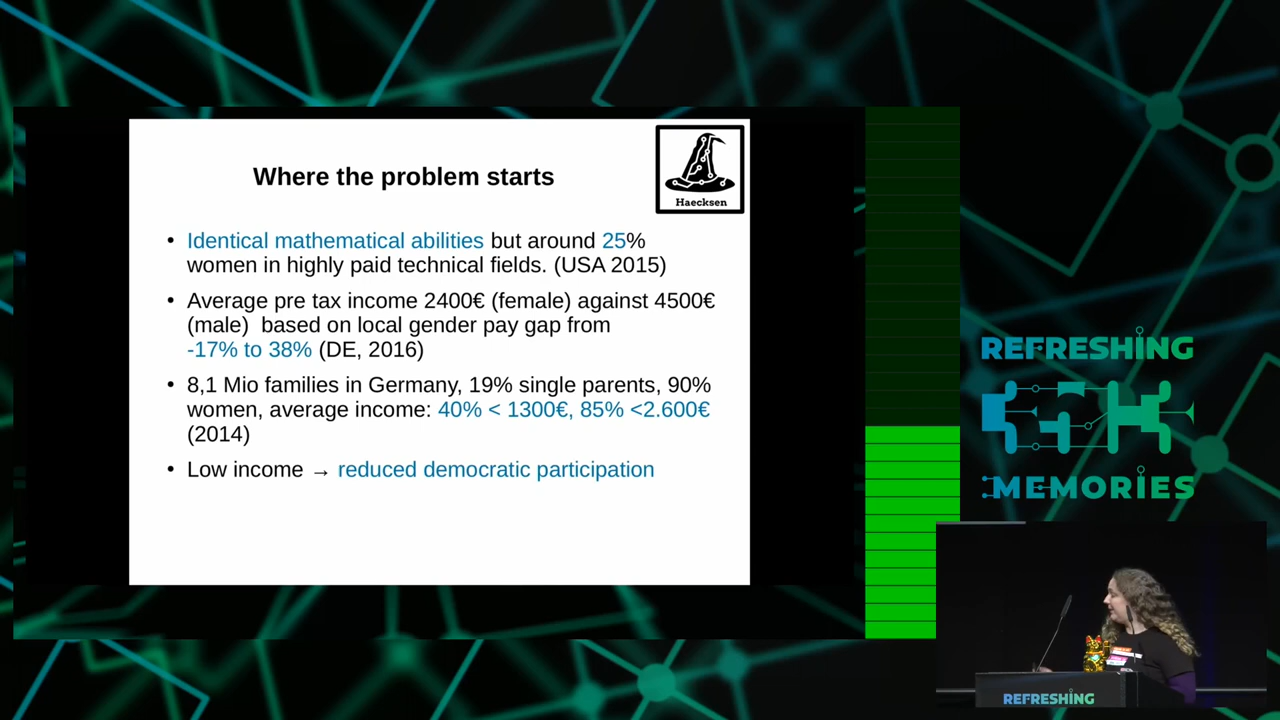 Where the problem starts
Haecksen
• Identical mathematical abilities but around 25%
women in highly paid technical fields. (USA 2015)
• Average pre tax income 2400€ (female) against 4500€
(male) based on local gender pay gap from
-17% to 38% (DE, 2016)
• 8,1 Mio families in Germany, 19% single parents, 90%
women, average income: 40% < 1300€, 85% <2.600€
(2014)
• Low income → reduced democratic participation
REFRESHING
MEMORIES
REFRESHING